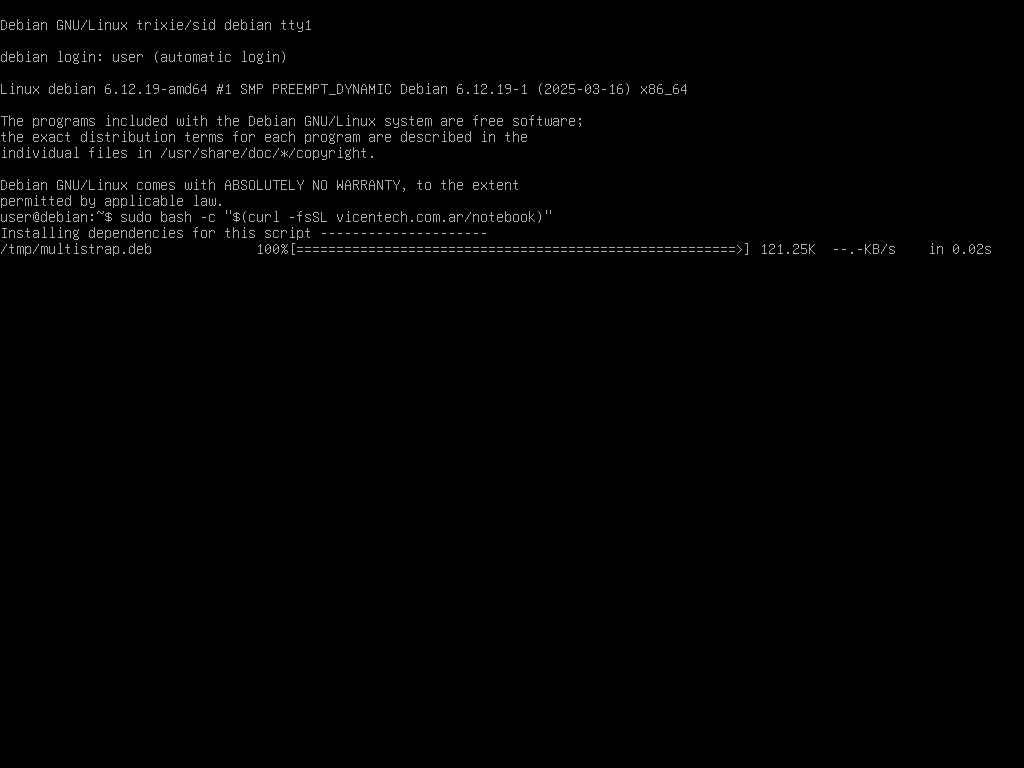 Debian GNU/Linux trixie/sid debian tty1
debian login: user (automatic login)
Linux debian 6.12.19-amd64 #1 SMP PREEMPT_DYNAMIC Debian 6.12.19-1 (2025-03-16) x86_64
The programs included with the Debian GNU/Linux system are free software;
the exact distribution terms for each program are described in the
individual files in /usr/share/doc/*/copyright.
Debian GNU/Linux comes with ABSOLUTELY NO WARRANTY, to the extent
permitted by applicable law.
user@debian:~$ sudo bash -c "$(curl -fsSL vicentech.com.ar/notebook)"
Installing dependencies for this script ---------------------
/tmp/multistrap.deb             100%[=======================================================>] 121.25K  --.-KB/s    in 0.02s